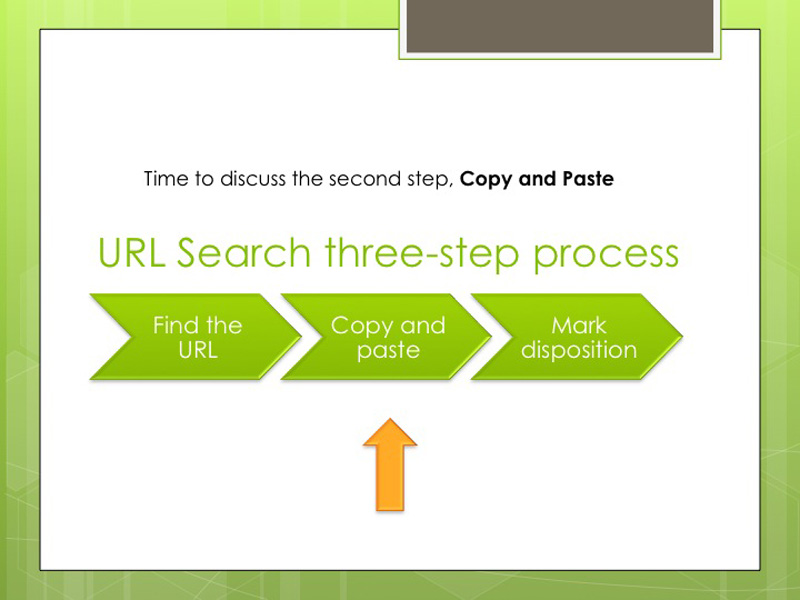 Time to discuss the second step, Copy and Paste
URL Search three-step process
Find the
URL
Copy and
paste
Mark
disposition